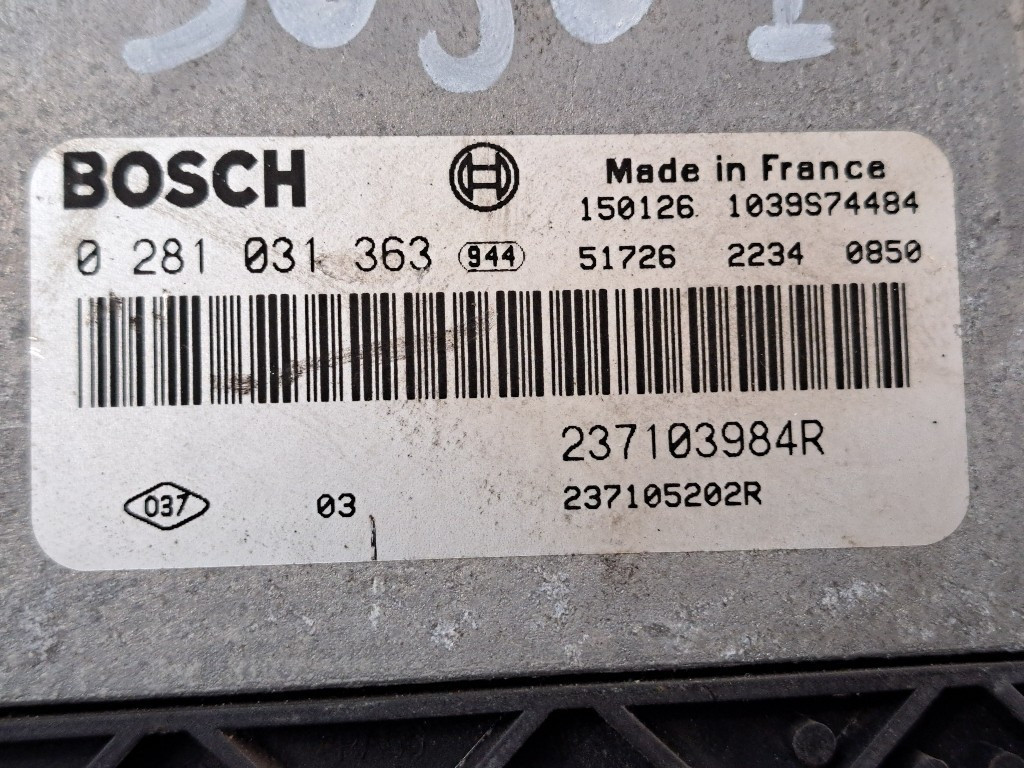 BOSCH
Made in France
150126 1039S74484
0 281 031 363 944 51726 2234 0850
237103984R
037 03 237105202R